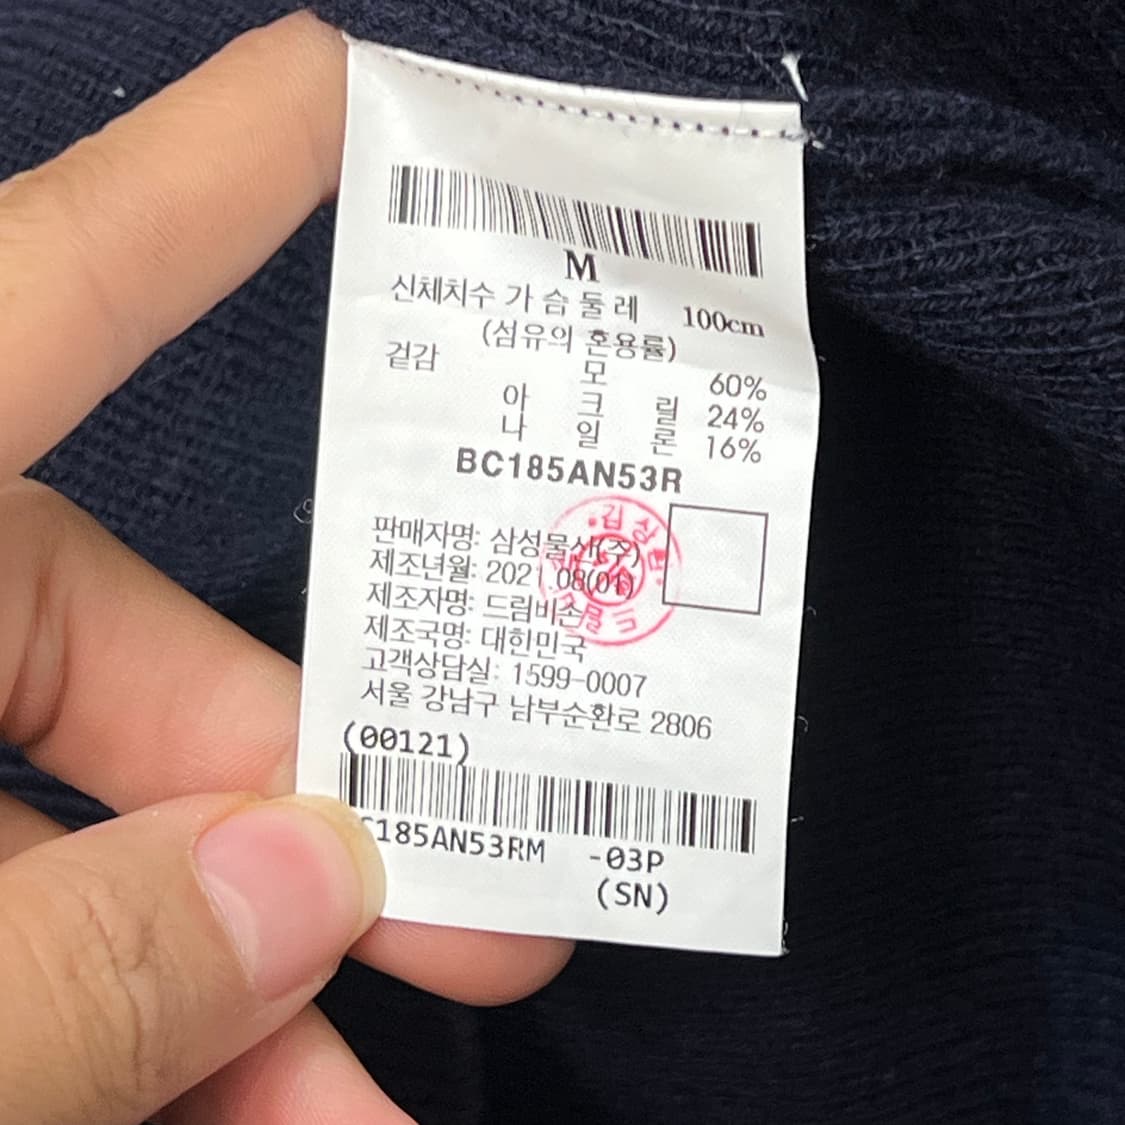 M
신체치수 가 슴 둘 레 100cm
(섬유의 혼용률)
겉감 모 60%
아 크 릴 24%
나 일 론 16%
BC185AN53R
판매자명: 삼성물산(주)
제조년월: 2021.08(01)
제조자명: 드림비손
제조국명: 대한민국
고객상담실: 1599-0007
서울 강남구 남부순환로 2806
(00121)
C185AN53RM -03P
(SN)